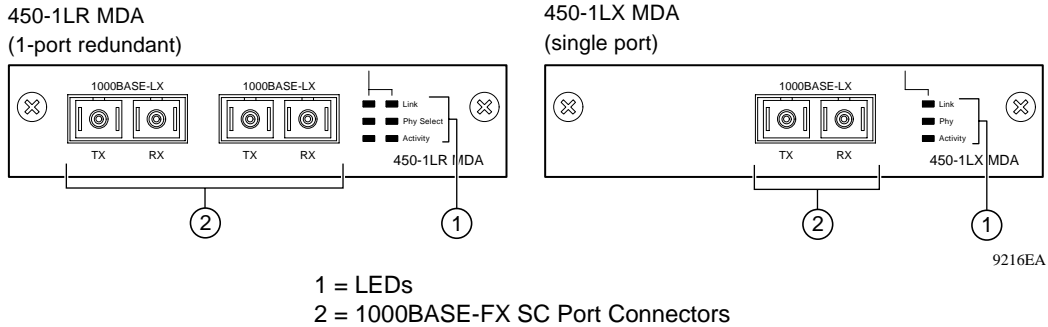 450-1LR MDA
(1-port redundant)
1000BASE-LX
1000BASE-LX
Link
Phy Select
Activity
TX
RX
TX
RX
450-1LR MDA
2
1
450-1LX MDA
(single port)
1000BASE-LX
Link
Phy
Activity
TX
RX
450-1LX MDA
2
1
9216EA
1 = LEDs
2 = 1000BASE-FX SC Port Connectors